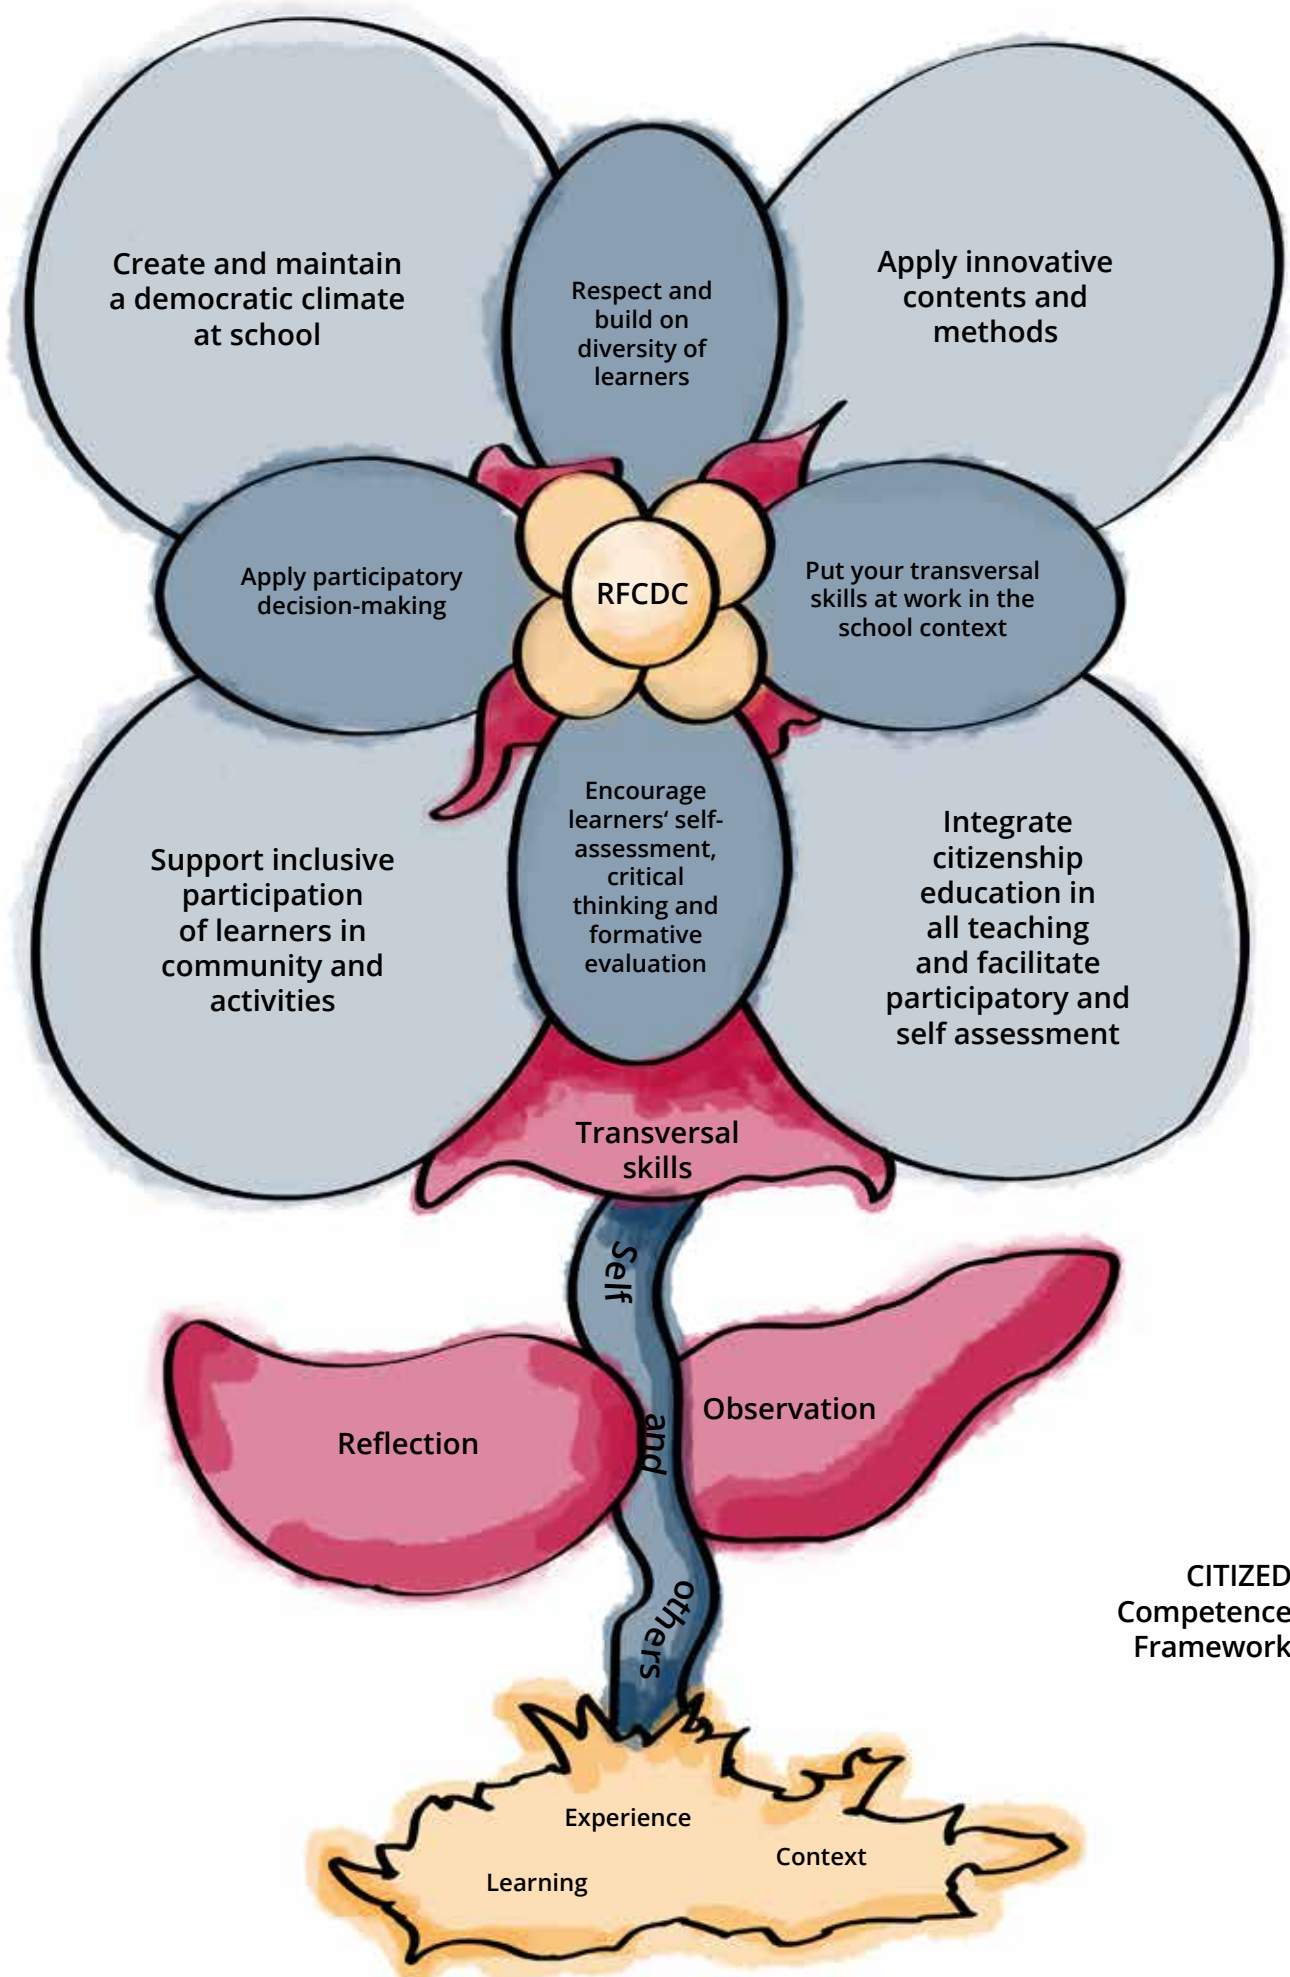 Create and maintain
a democratic climate
at school
Respect and
build on
diversity of
learners
Apply innovative
contents and
methods
Apply participatory
decision-making
RFCDC
Put your transversal
skills at work in the
school context
Support inclusive
participation
of learners in
community and
activities
Encourage
learners‘ self-
assessment,
critical
thinking and
formative
evaluation
Integrate
citizenship
education in
all teaching
and facilitate
participatory and
self assessment
Transversal
skills
Self
and
others
Reflection
Observation
CITIZED
Competence
Framework
Experience
Context
Learning